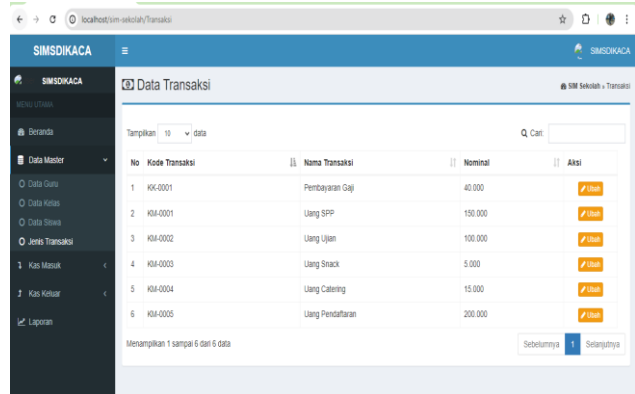 localhost/sim-sekolah/Transaksi
SIMSDIKACA
SIMSDIKACA
SIMSDIKACA
Data Transaksi
SIM Sekolah > Transaksi
MENU UTAMA
Beranda
Data Master
Data Guru
Data Kelas
Data Siswa
Jenis Transaksi
Kas Masuk
Kas Keluar
Laporan
Tampilkan 10 data
Cari:
No Kode Transaksi Nama Transaksi Nominal Aksi
1 KK-0001 Pembayaran Gaji 40.000 Ubah
2 KM-0001 Uang SPP 150.000 Ubah
3 KM-0002 Uang Ujian 100.000 Ubah
4 KM-0003 Uang Snack 5.000 Ubah
5 KM-0004 Uang Catering 15.000 Ubah
6 KM-0005 Uang Pendaftaran 200.000 Ubah
Menampilkan 1 sampai 6 dari 6 data
Sebelumnya 1 Selanjutnya